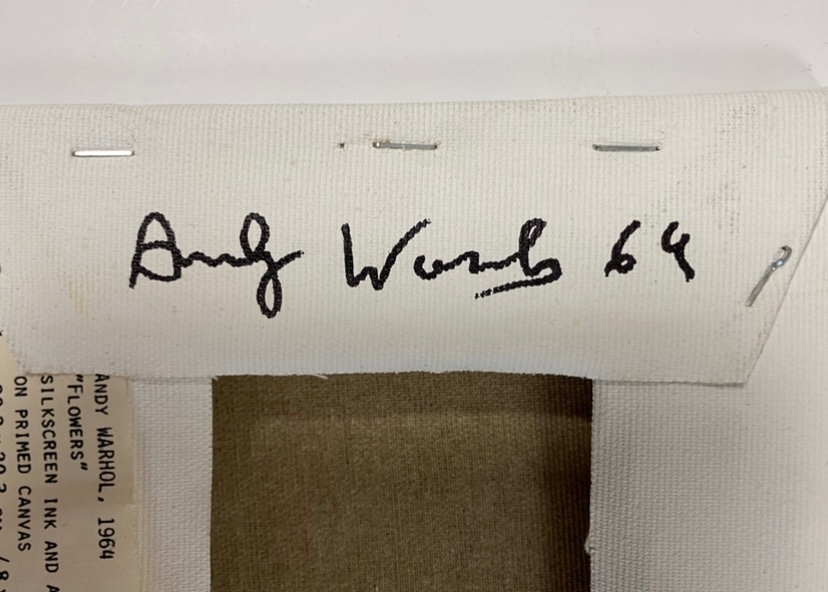 Andy Warhol 64
ANDY WARHOL, 1964
"FLOWERS"
SILKSCREEN INK AND A
ON PRIMED CANVAS